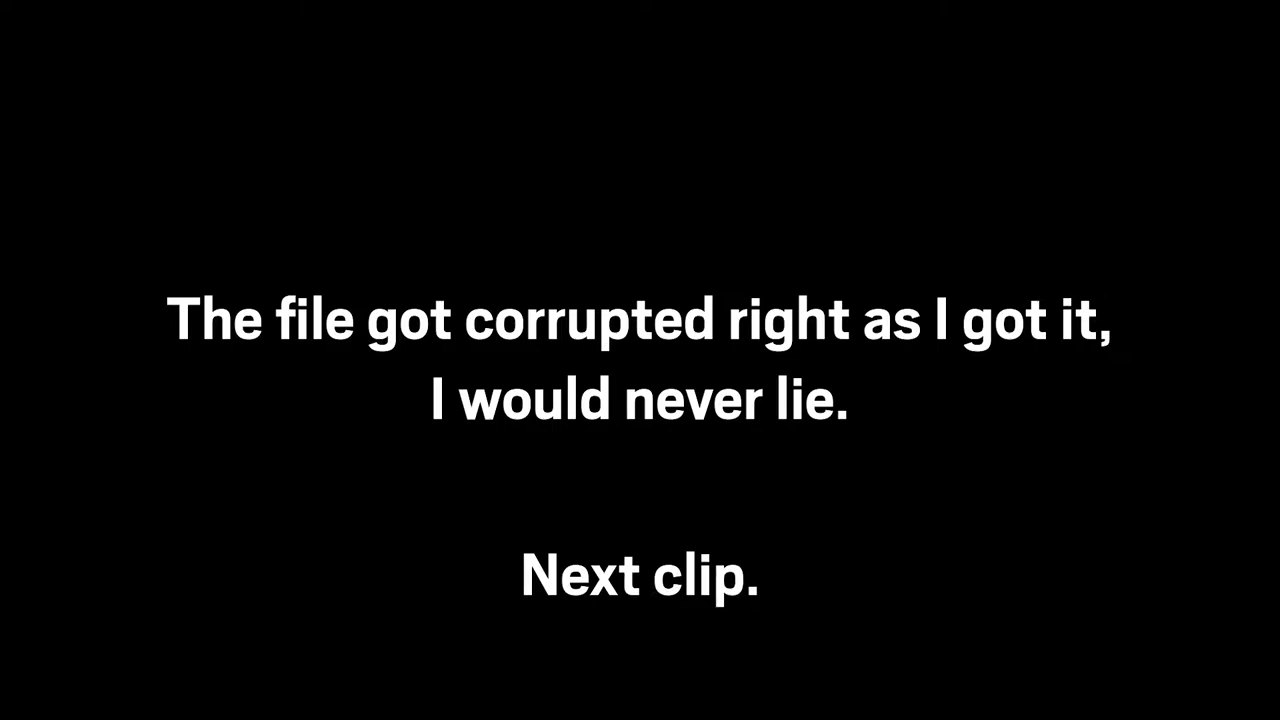 The file got corrupted right as I got it,
I would never lie.
Next clip.